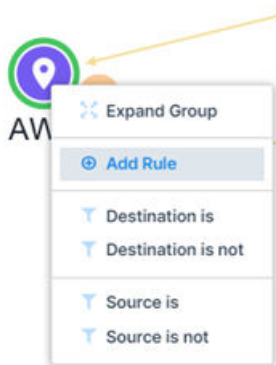 Expand Group
AW
Add Rule
Destination is
Destination is not
Source is
Source is not